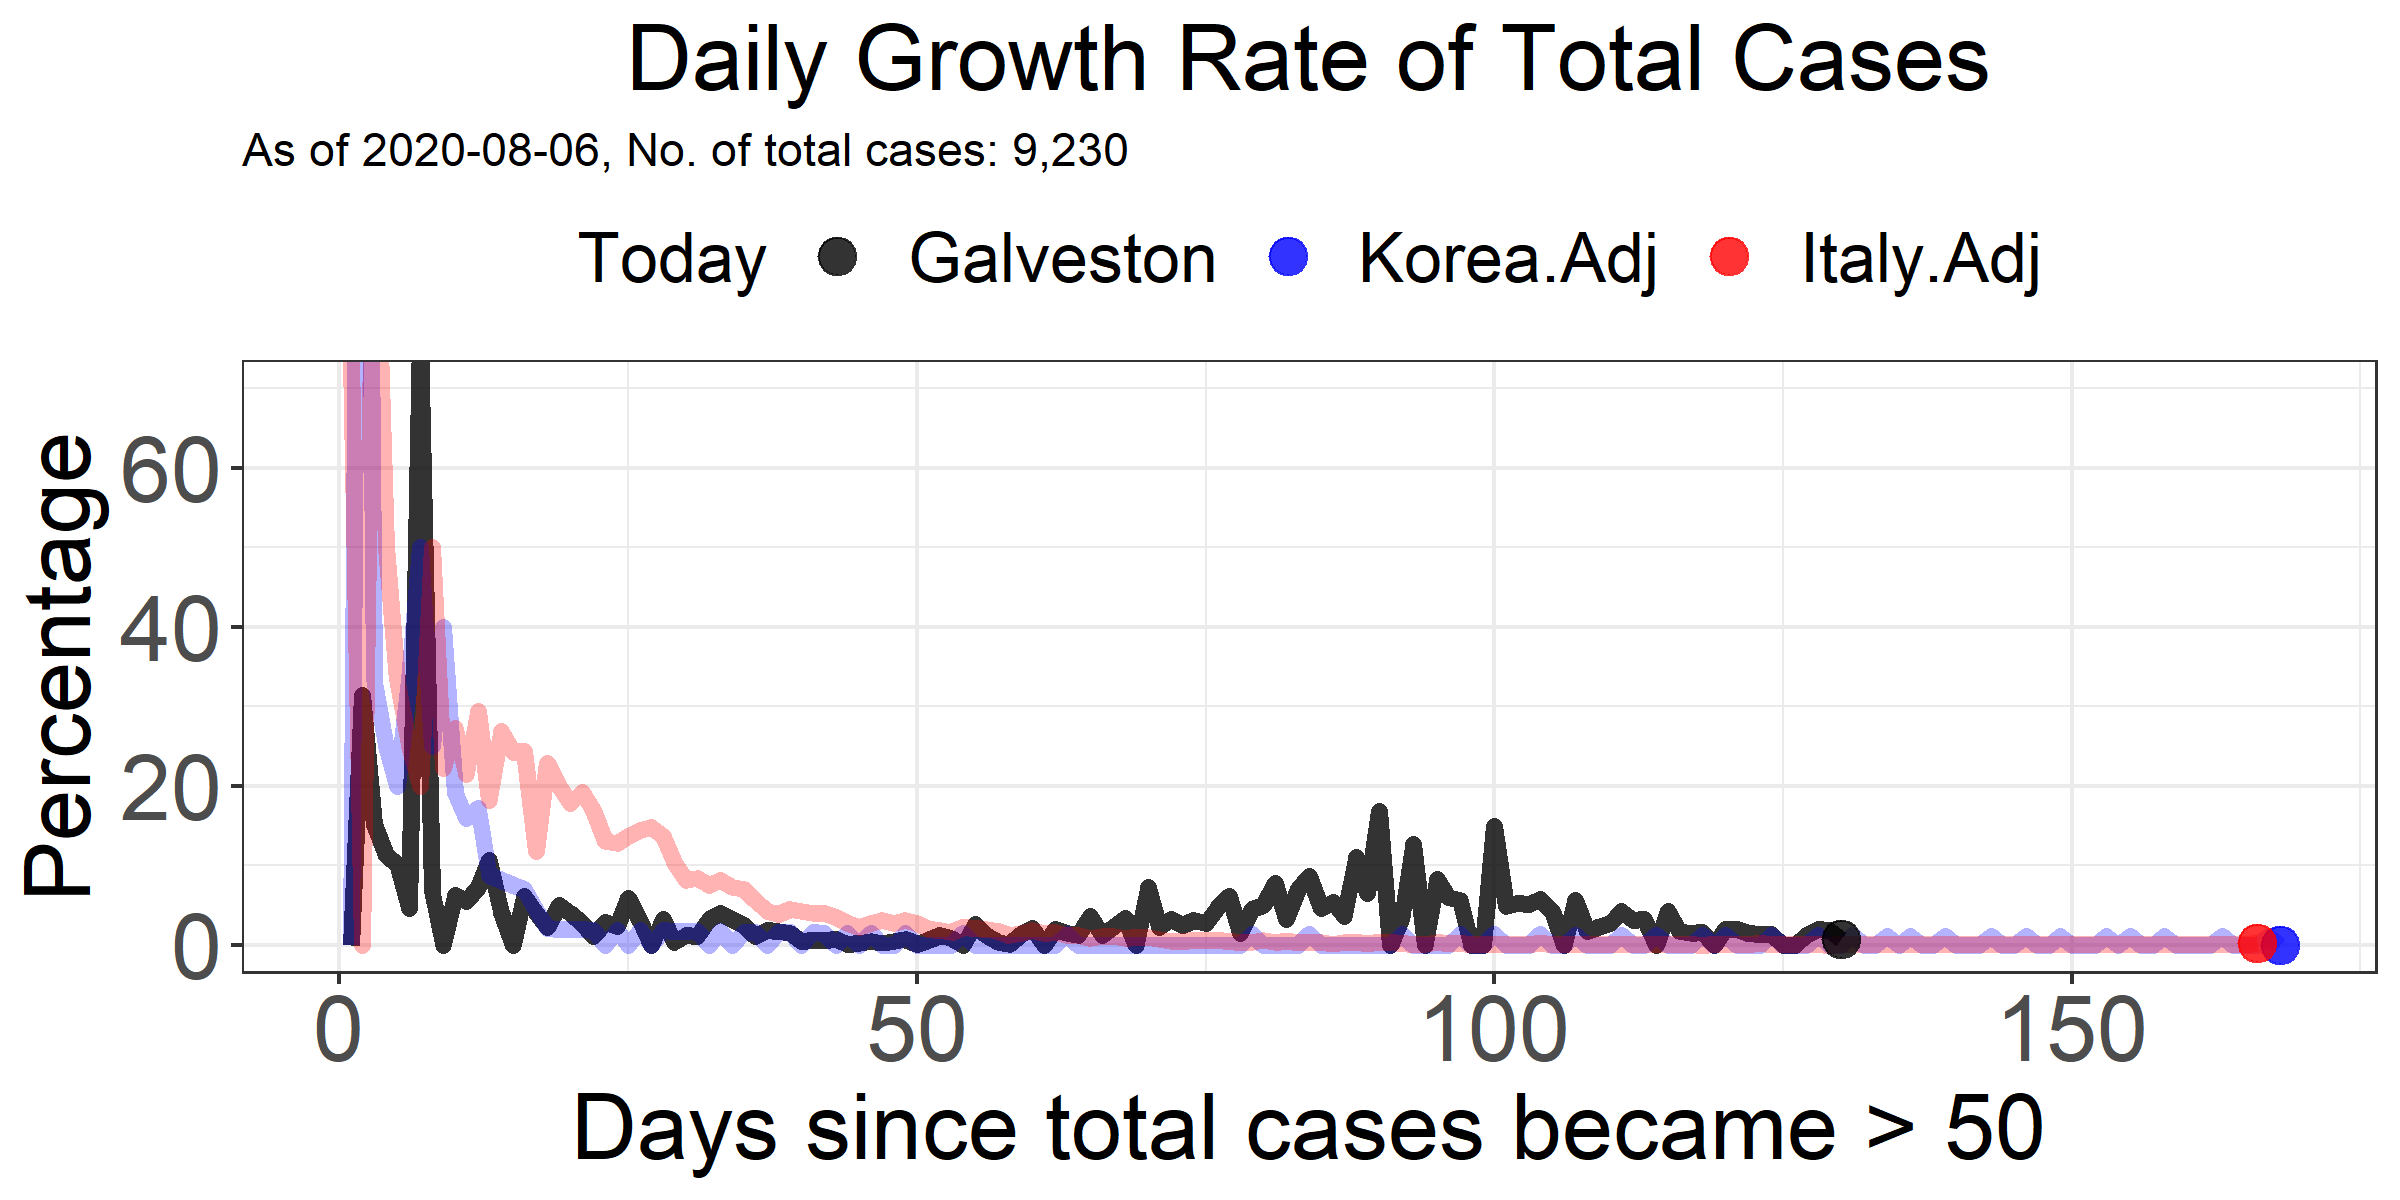 Daily Growth Rate of Total Cases
As of 2020-08-06, No. of total cases: 9,230
Today Galveston Korea.Adj Italy.Adj
Percentage
60
40
20
0
0 50 100 150
Days since total cases became > 50